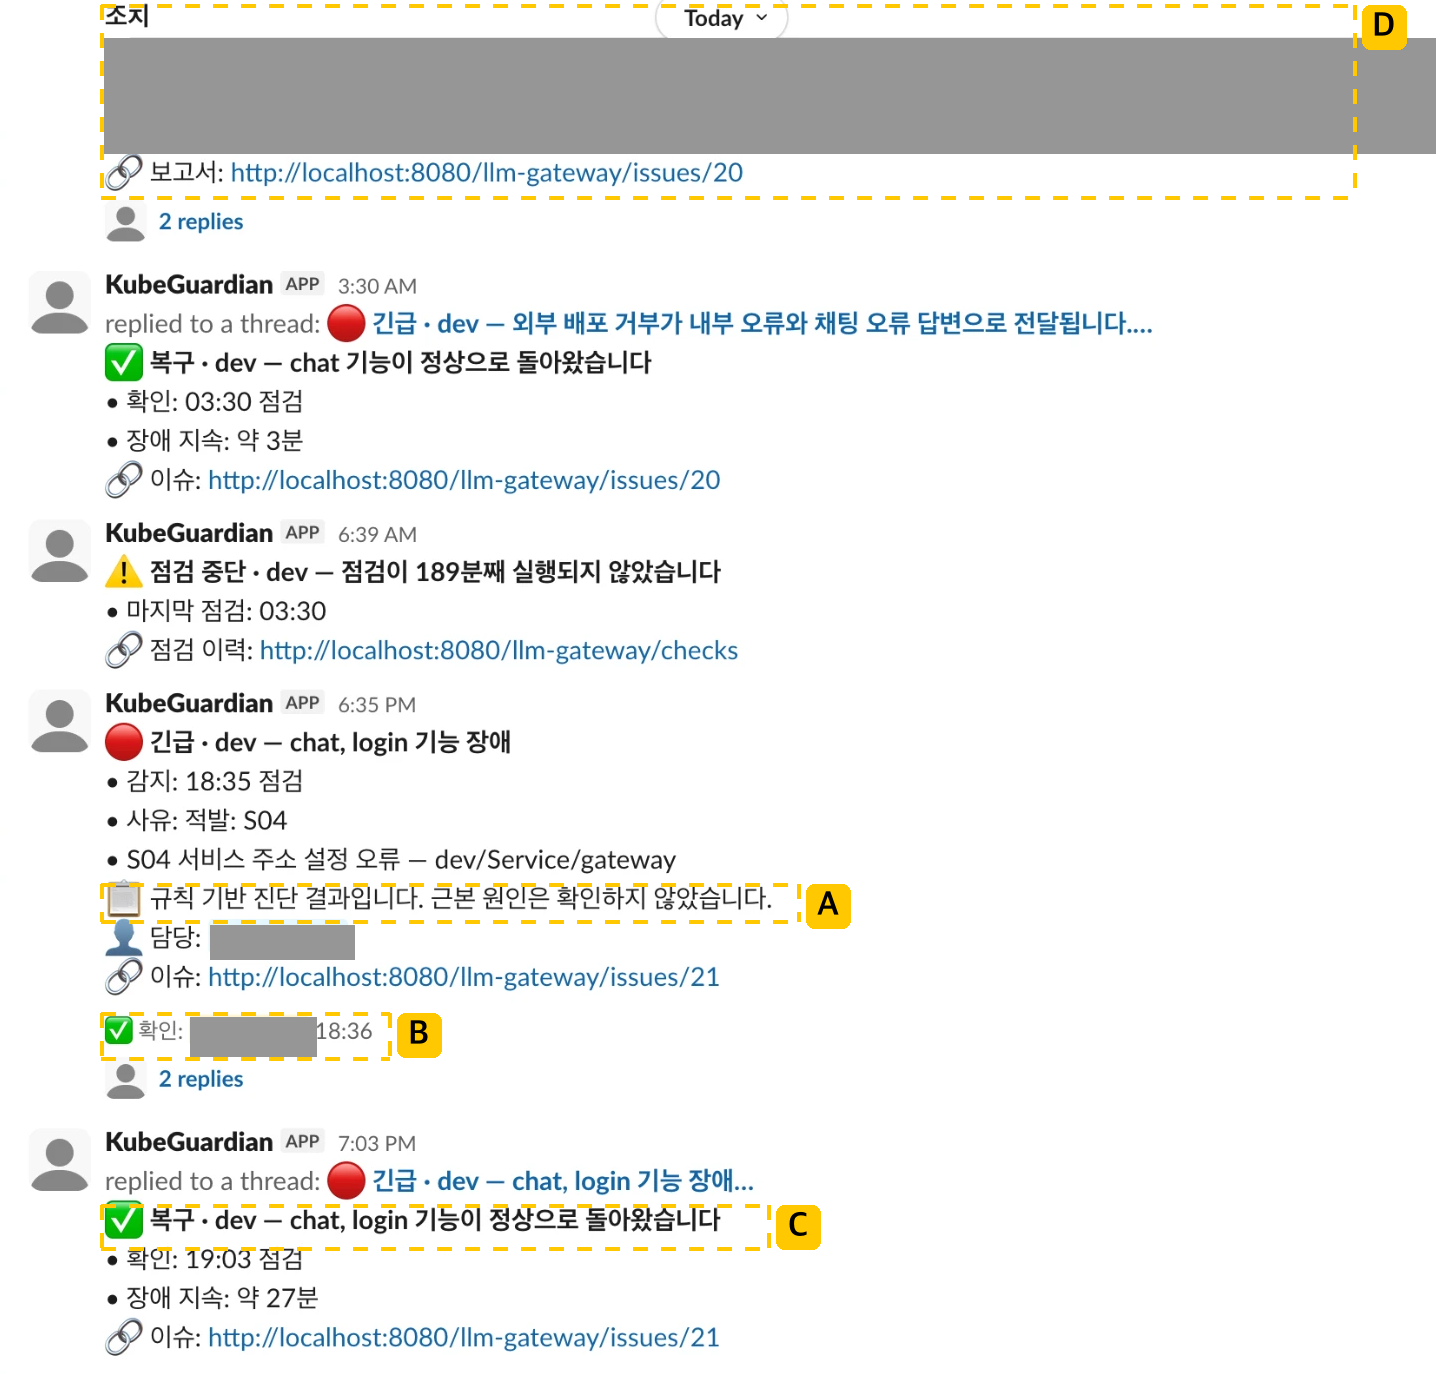 조지
Today
D
보고서: http://localhost:8080/llm-gateway/issues/20
2 replies
KubeGuardian APP 3:30 AM
replied to a thread: 긴급 · dev — 외부 배포 거부가 내부 오류와 채팅 오류 답변으로 전달됩니다....
복구 · dev — chat 기능이 정상으로 돌아왔습니다
• 확인: 03:30 점검
• 장애 지속: 약 3분
이슈: http://localhost:8080/llm-gateway/issues/20
KubeGuardian APP 6:39 AM
점검 중단 · dev — 점검이 189분째 실행되지 않았습니다
• 마지막 점검: 03:30
점검 이력: http://localhost:8080/llm-gateway/checks
KubeGuardian APP 6:35 PM
긴급 · dev — chat, login 기능 장애
• 감지: 18:35 점검
• 사유: 적발: S04
• S04 서비스 주소 설정 오류 — dev/Service/gateway
규칙 기반 진단 결과입니다. 근본 원인은 확인하지 않았습니다.
A
담당:
이슈: http://localhost:8080/llm-gateway/issues/21
확인: 18:36
B
2 replies
KubeGuardian APP 7:03 PM
replied to a thread: 긴급 · dev — chat, login 기능 장애...
복구 · dev — chat, login 기능이 정상으로 돌아왔습니다
C
• 확인: 19:03 점검
• 장애 지속: 약 27분
이슈: http://localhost:8080/llm-gateway/issues/21